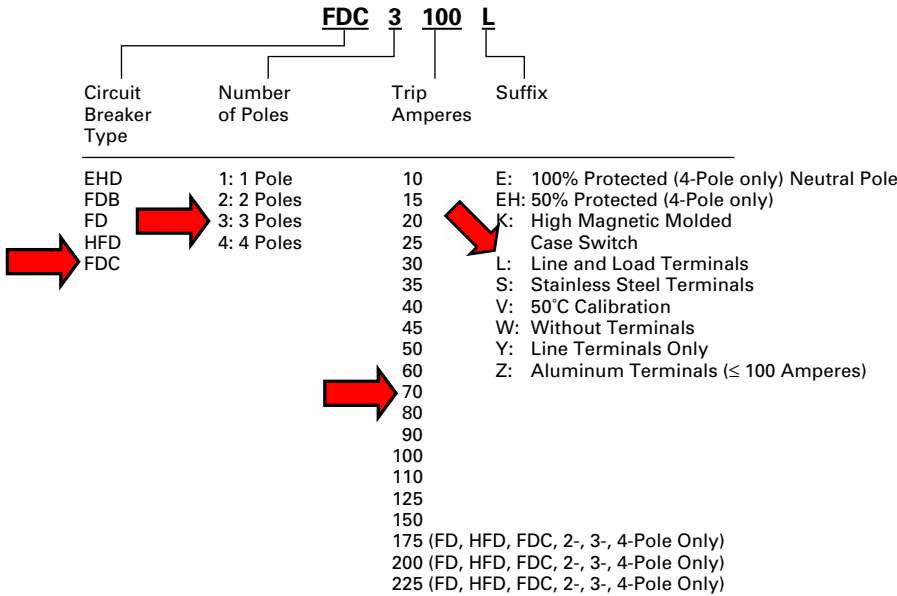 FDC 3 100 L
Circuit Breaker Type
Number of Poles
Trip Amperes
Suffix
EHD
FDB
FD
HFD
FDC
1: 1 Pole
2: 2 Poles
3: 3 Poles
4: 4 Poles
10
15
20
25
30
35
40
45
50
60
70
80
90
100
110
125
150
175 (FD, HFD, FDC, 2-, 3-, 4-Pole Only)
200 (FD, HFD, FDC, 2-, 3-, 4-Pole Only)
225 (FD, HFD, FDC, 2-, 3-, 4-Pole Only)
E: 100% Protected (4-Pole only) Neutral Pole
EH: 50% Protected (4-Pole only)
K: High Magnetic Molded
Case Switch
L: Line and Load Terminals
S: Stainless Steel Terminals
V: 50°C Calibration
W: Without Terminals
Y: Line Terminals Only
Z: Aluminum Terminals (≤ 100 Amperes)